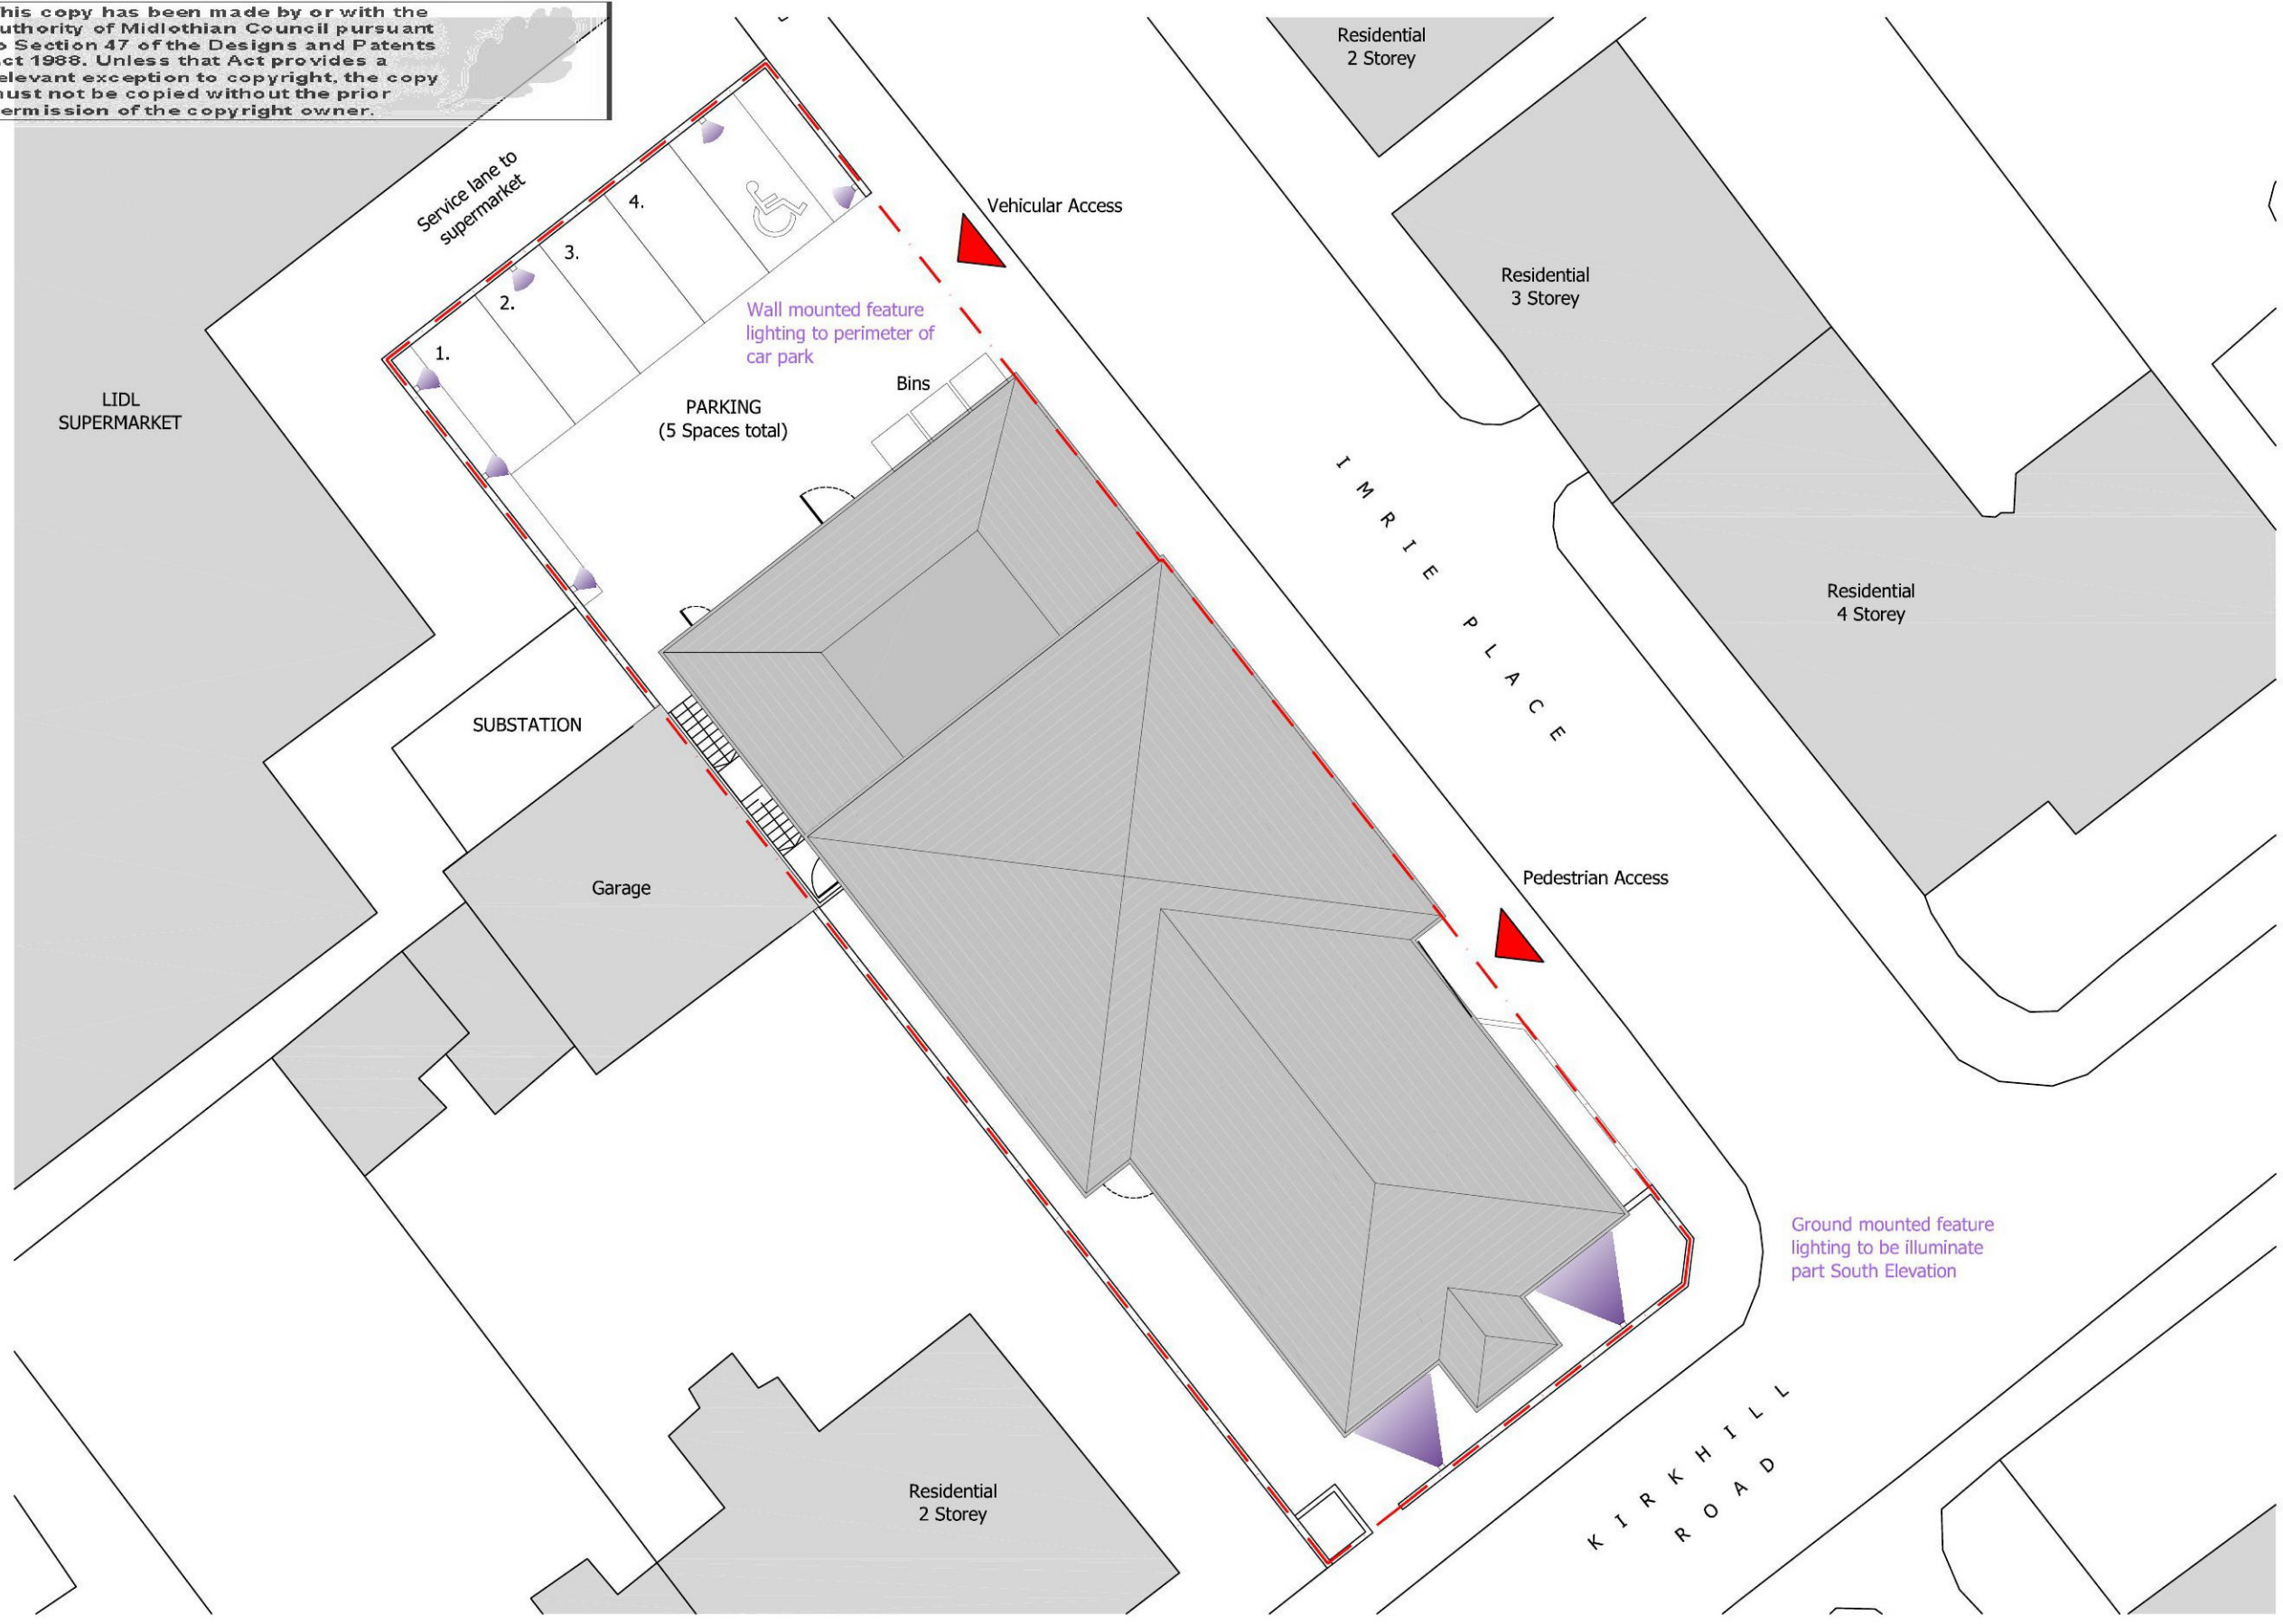 his copy has been made by or with the
uthority of Midlothian Council pursuant
o Section 47 of the Designs and Patents
ct 1988. Unless that Act provides a
elevant exception to copyright, the copy
ust not be copied without the prior
ermission of the copyright owner.
Residential
2 Storey
Service lane to
supermarket
4.
3.
2.
1.
Vehicular Access
Residential
3 Storey
Wall mounted feature
lighting to perimeter of
car park
Bins
LIDL
SUPERMARKET
PARKING
(5 Spaces total)
IMRIE PLACE
Residential
4 Storey
SUBSTATION
Garage
Pedestrian Access
Ground mounted feature
lighting to be illuminate
part South Elevation
Residential
2 Storey
KIRKHILL
ROAD